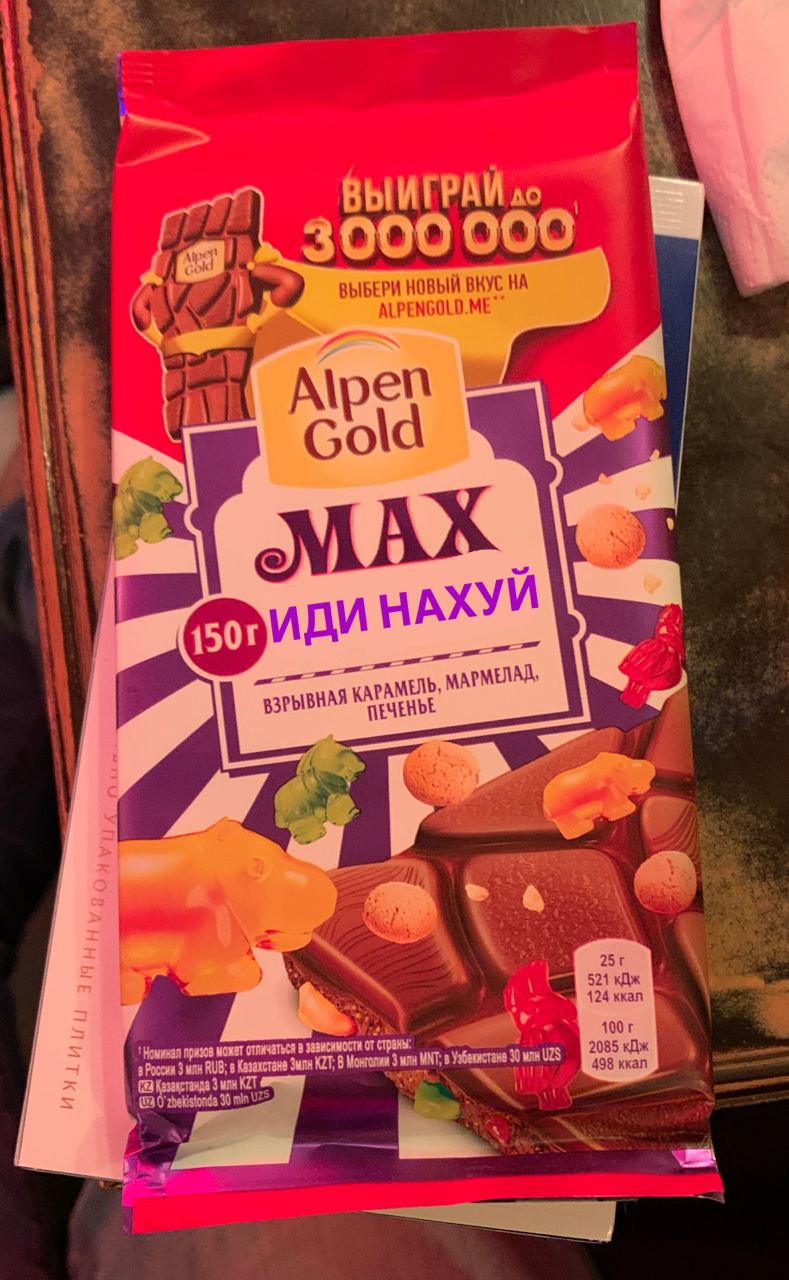 ВЫИГРАЙ ДО
3 000 000¹
ВЫБЕРИ НОВЫЙ ВКУС НА
ALPENGOLD.ME**
Alpen
Gold
Alpen
Gold
MAX
150г
ИДИ НАХУЙ
ВЗРЫВНАЯ КАРАМЕЛЬ, МАРМЕЛАД,
ПЕЧЕНЬЕ
25 г
521 кДж
124 ккал
100 г
2085 кДж
498 ккал
¹ Номинал призов может отличаться в зависимости от страны:
в России 3 млн RUB; в Казахстане 3млн KZT; В Монголии 3 млн MNT; в Узбекистане 30 млн UZS
KZ Қазақстанда 3 млн KZT
UZ O'zbekistonda 30 mln UZS
УПАКОВАННЫЕ ПЛИТКИ